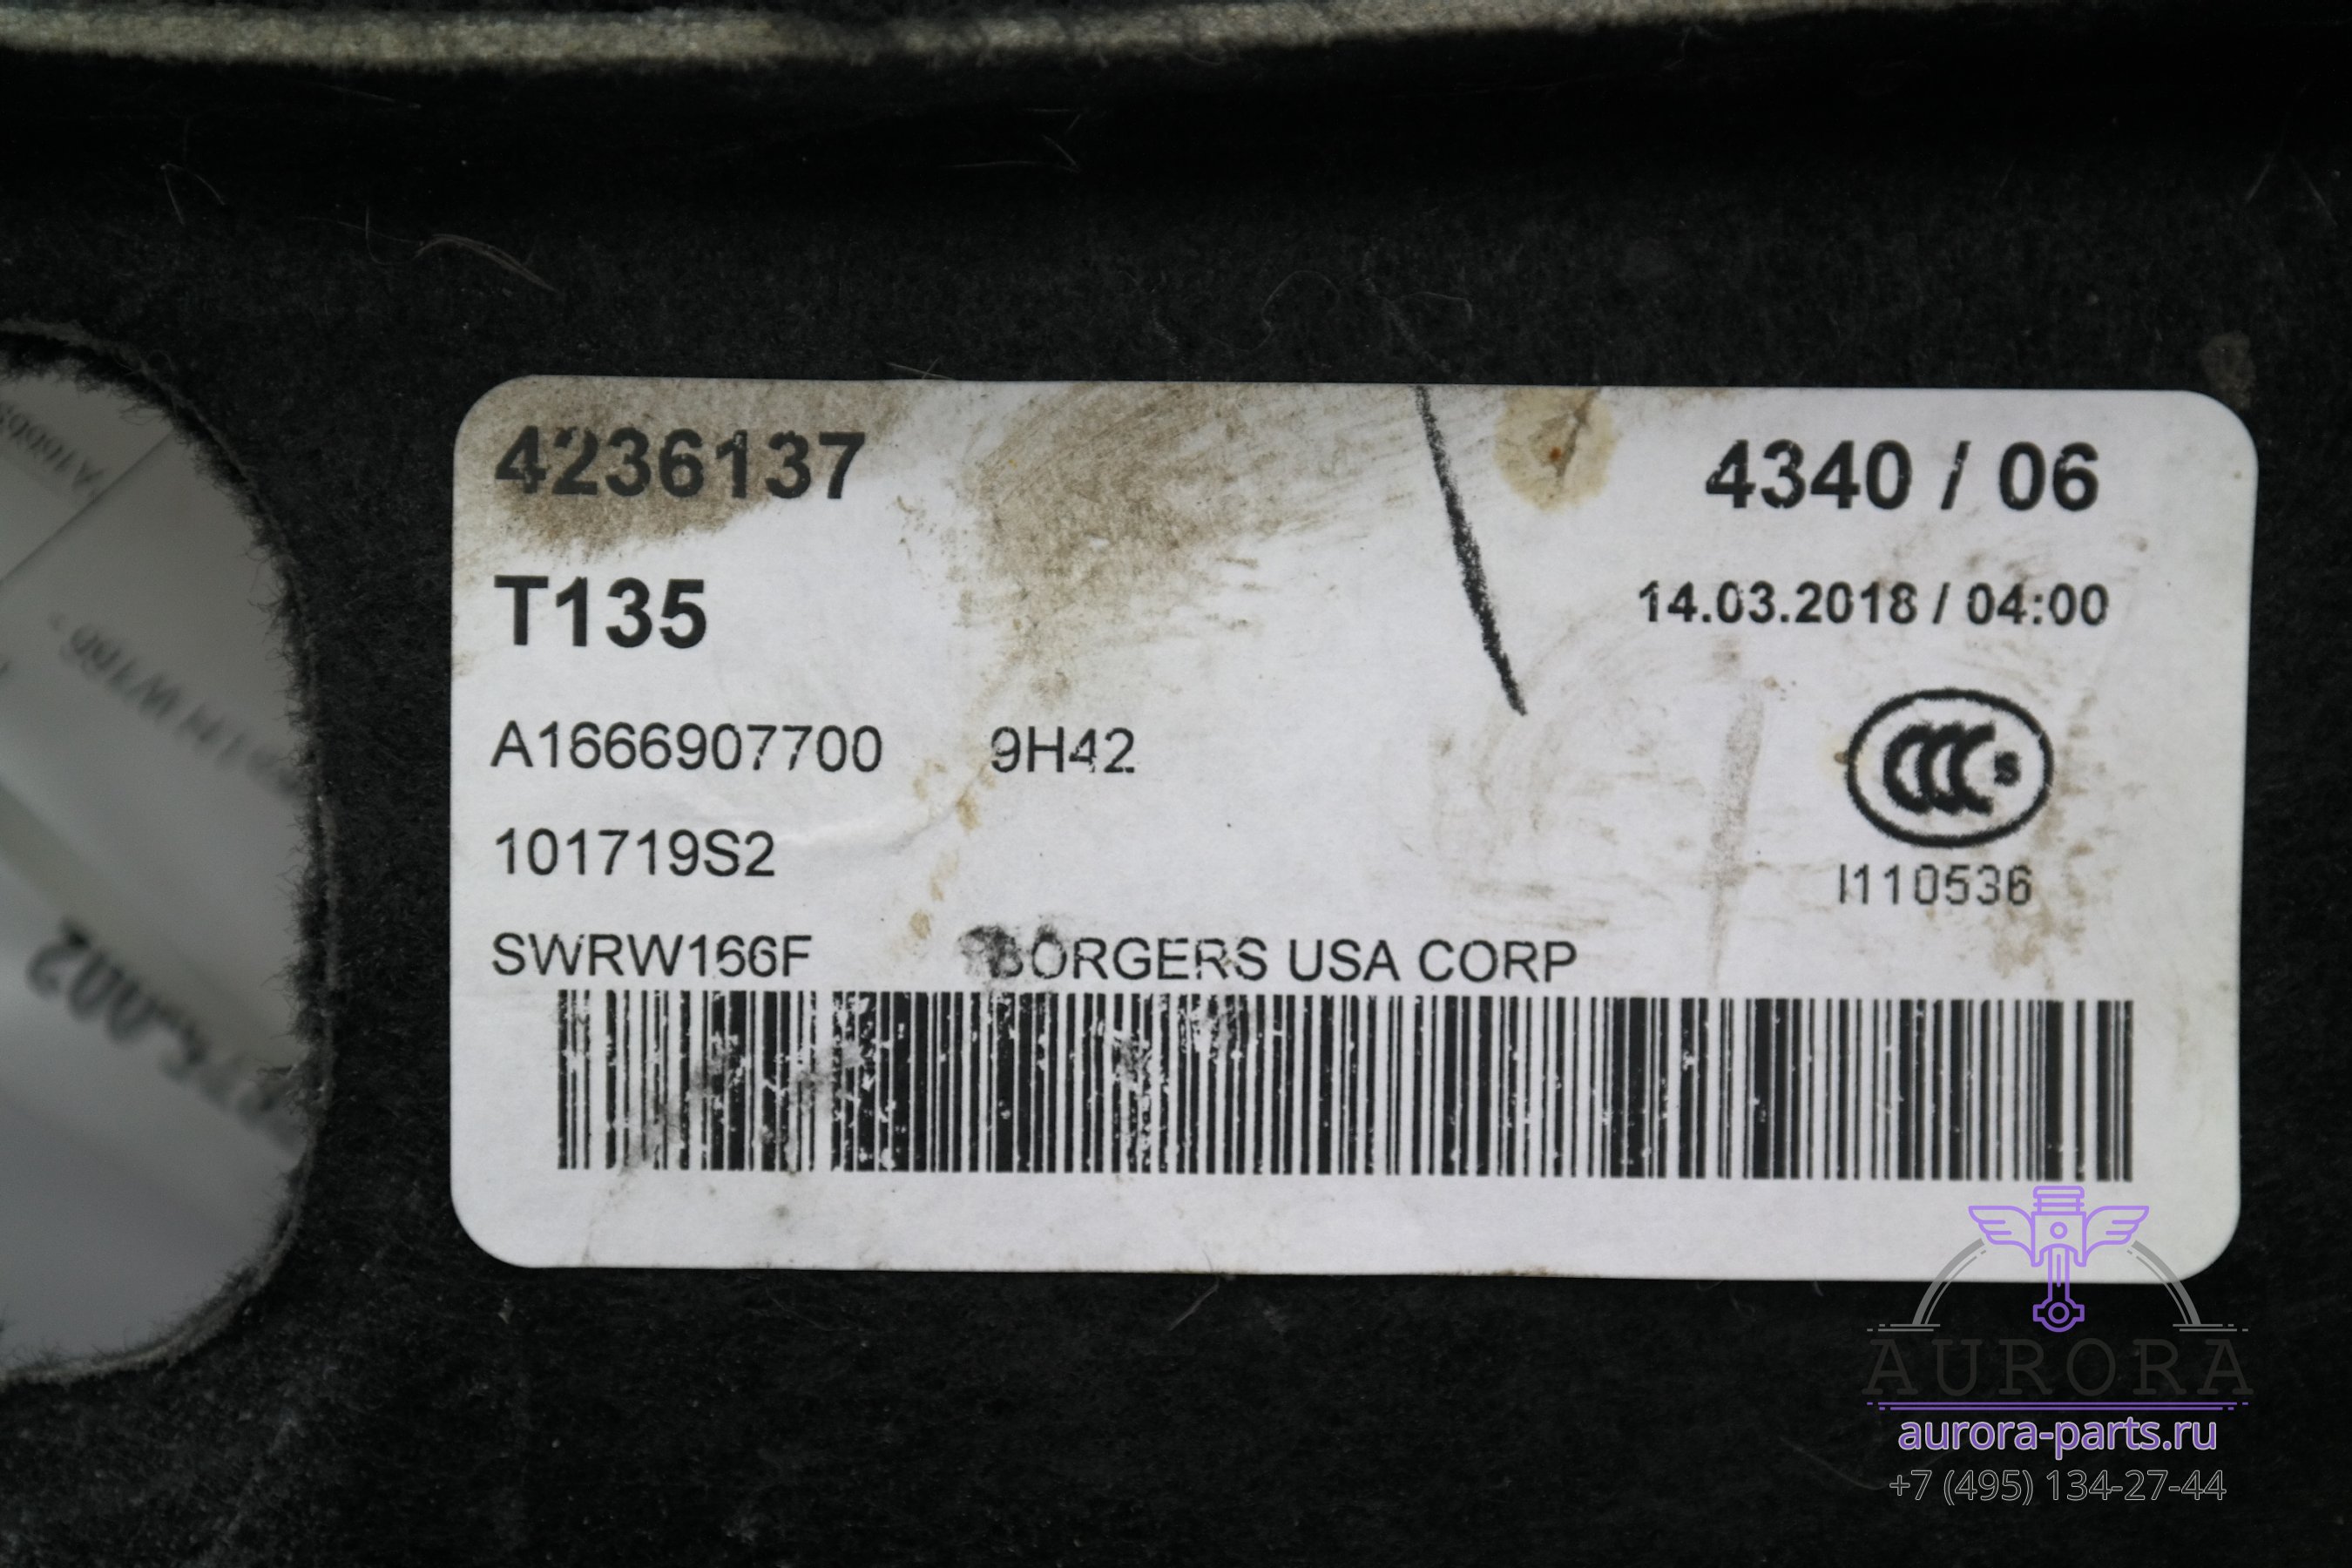 4236137
4340 / 06
T135
14.03.2018 / 04:00
A1666907700 9H42
CCC S
101719S2
I110536
SWRW166F
BORGERS USA CORP
AURORA
aurora-parts.ru
+7 (495) 134-27-44